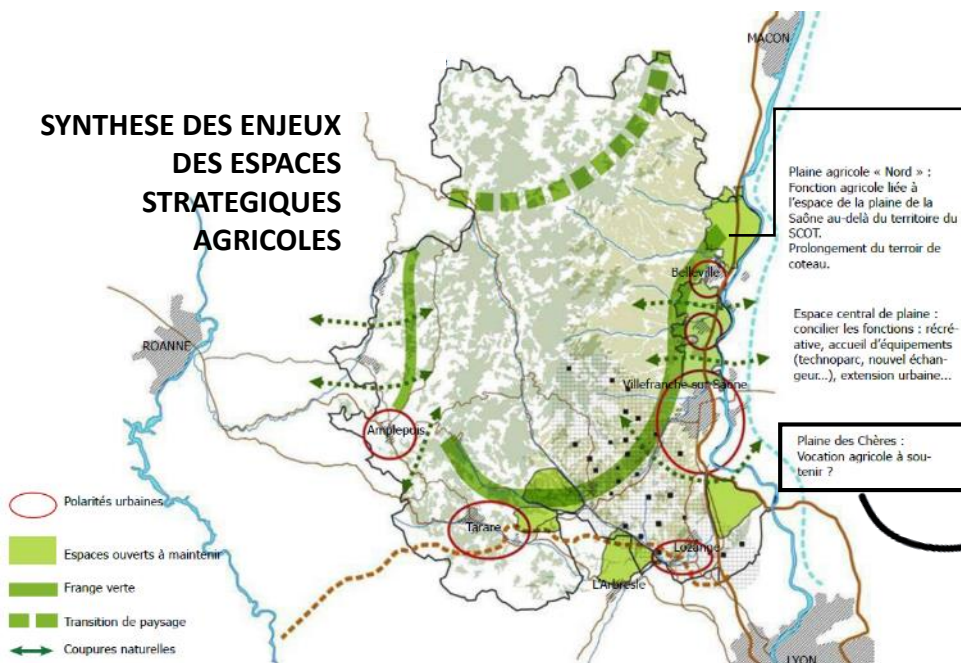 MACON
SYNTHESE DES ENJEUX
DES ESPACES
STRATEGIQUES
AGRICOLES
Plaine agricole « Nord » :
Fonction agricole liée à
l'espace de la plaine de la
Saône au-delà du territoire du
SCOT.
Prolongement du terroir de
coteau.
Belleville
Espace central de plaine :
concilier les fonctions : récré-
ative, accueil d'équipements
(technoparc, nouvel échan-
geur...), extension urbaine...
ROANNE
Villefranche-sur-Saône
Amplepuis
Plaine des Chères :
Vocation agricole à sou-
tenir ?
Polarités urbaines
Tarare
Lozanne
Espaces ouverts à maintenir
L'Arbresle
Frange verte
Transition de paysage
Coupures naturelles
LYON